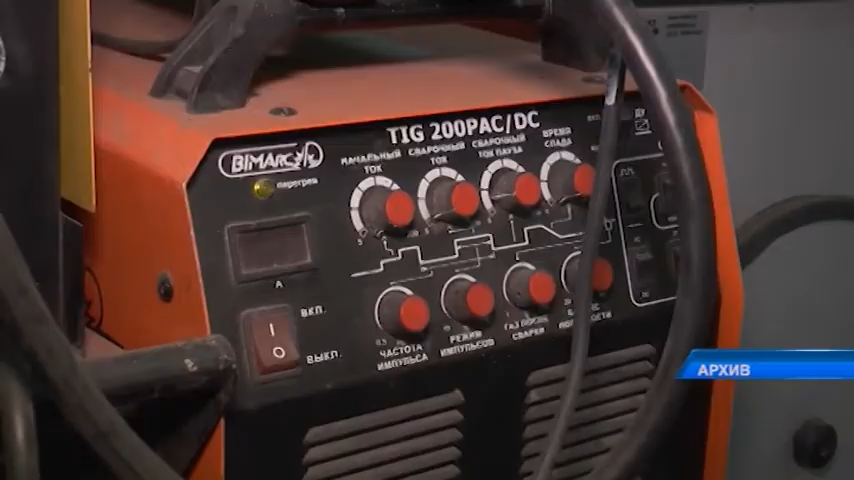 TIG 200PAC/DC
BIMARC
перегрев
НАЧАЛЬНЫЙ
ТОК
СВАРОЧНЫЙ
ТОК
СВАРОЧНЫЙ
ТОК ПАУЗА
ВРЕМЯ
СПАДА
A
ВКЛ.
I
O
ВЫКЛ.
ЧАСТОТА
ИМПУЛЬСА
РЕЖИМ
ИМПУЛЬСОВ
ГАЗ ПОСЛЕ
СВАРКИ
АРХИВ